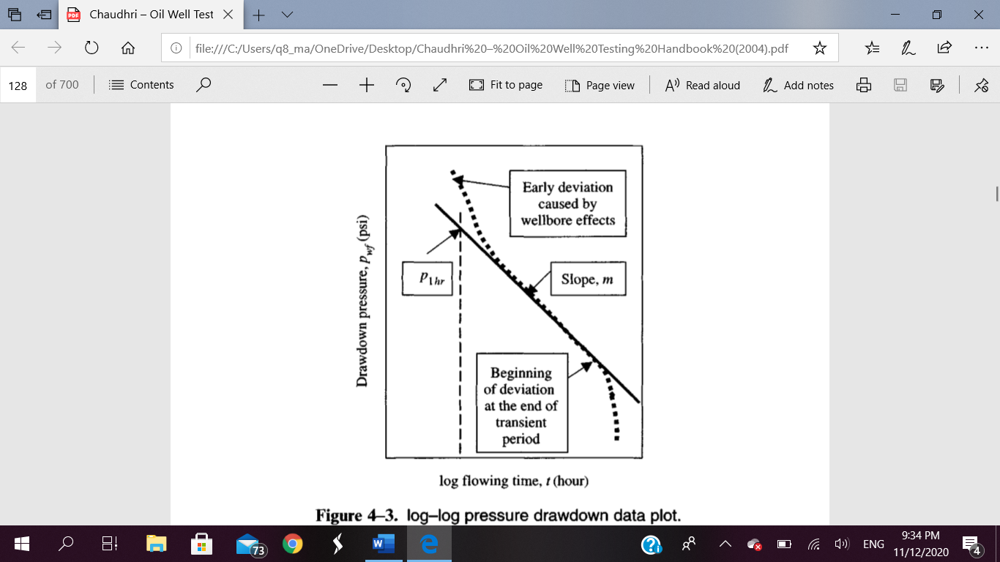 Chaudhri – Oil Well Test
file:///C:/Users/q8_ma/OneDrive/Desktop/Chaudhri%20–%20Oil%20Well%20Testing%20Handbook%20(2004).pdf
128 of 700 Contents Fit to page Page view Read aloud Add notes
Early deviation
caused by
wellbore effects
P1 hr
Slope, m
Drawdown pressure, pwf (psi)
Beginning
of deviation
at the end of
transient
period
log flowing time, t (hour)
Figure 4–3. log–log pressure drawdown data plot.
73
ENG
9:34 PM
11/12/2020
4